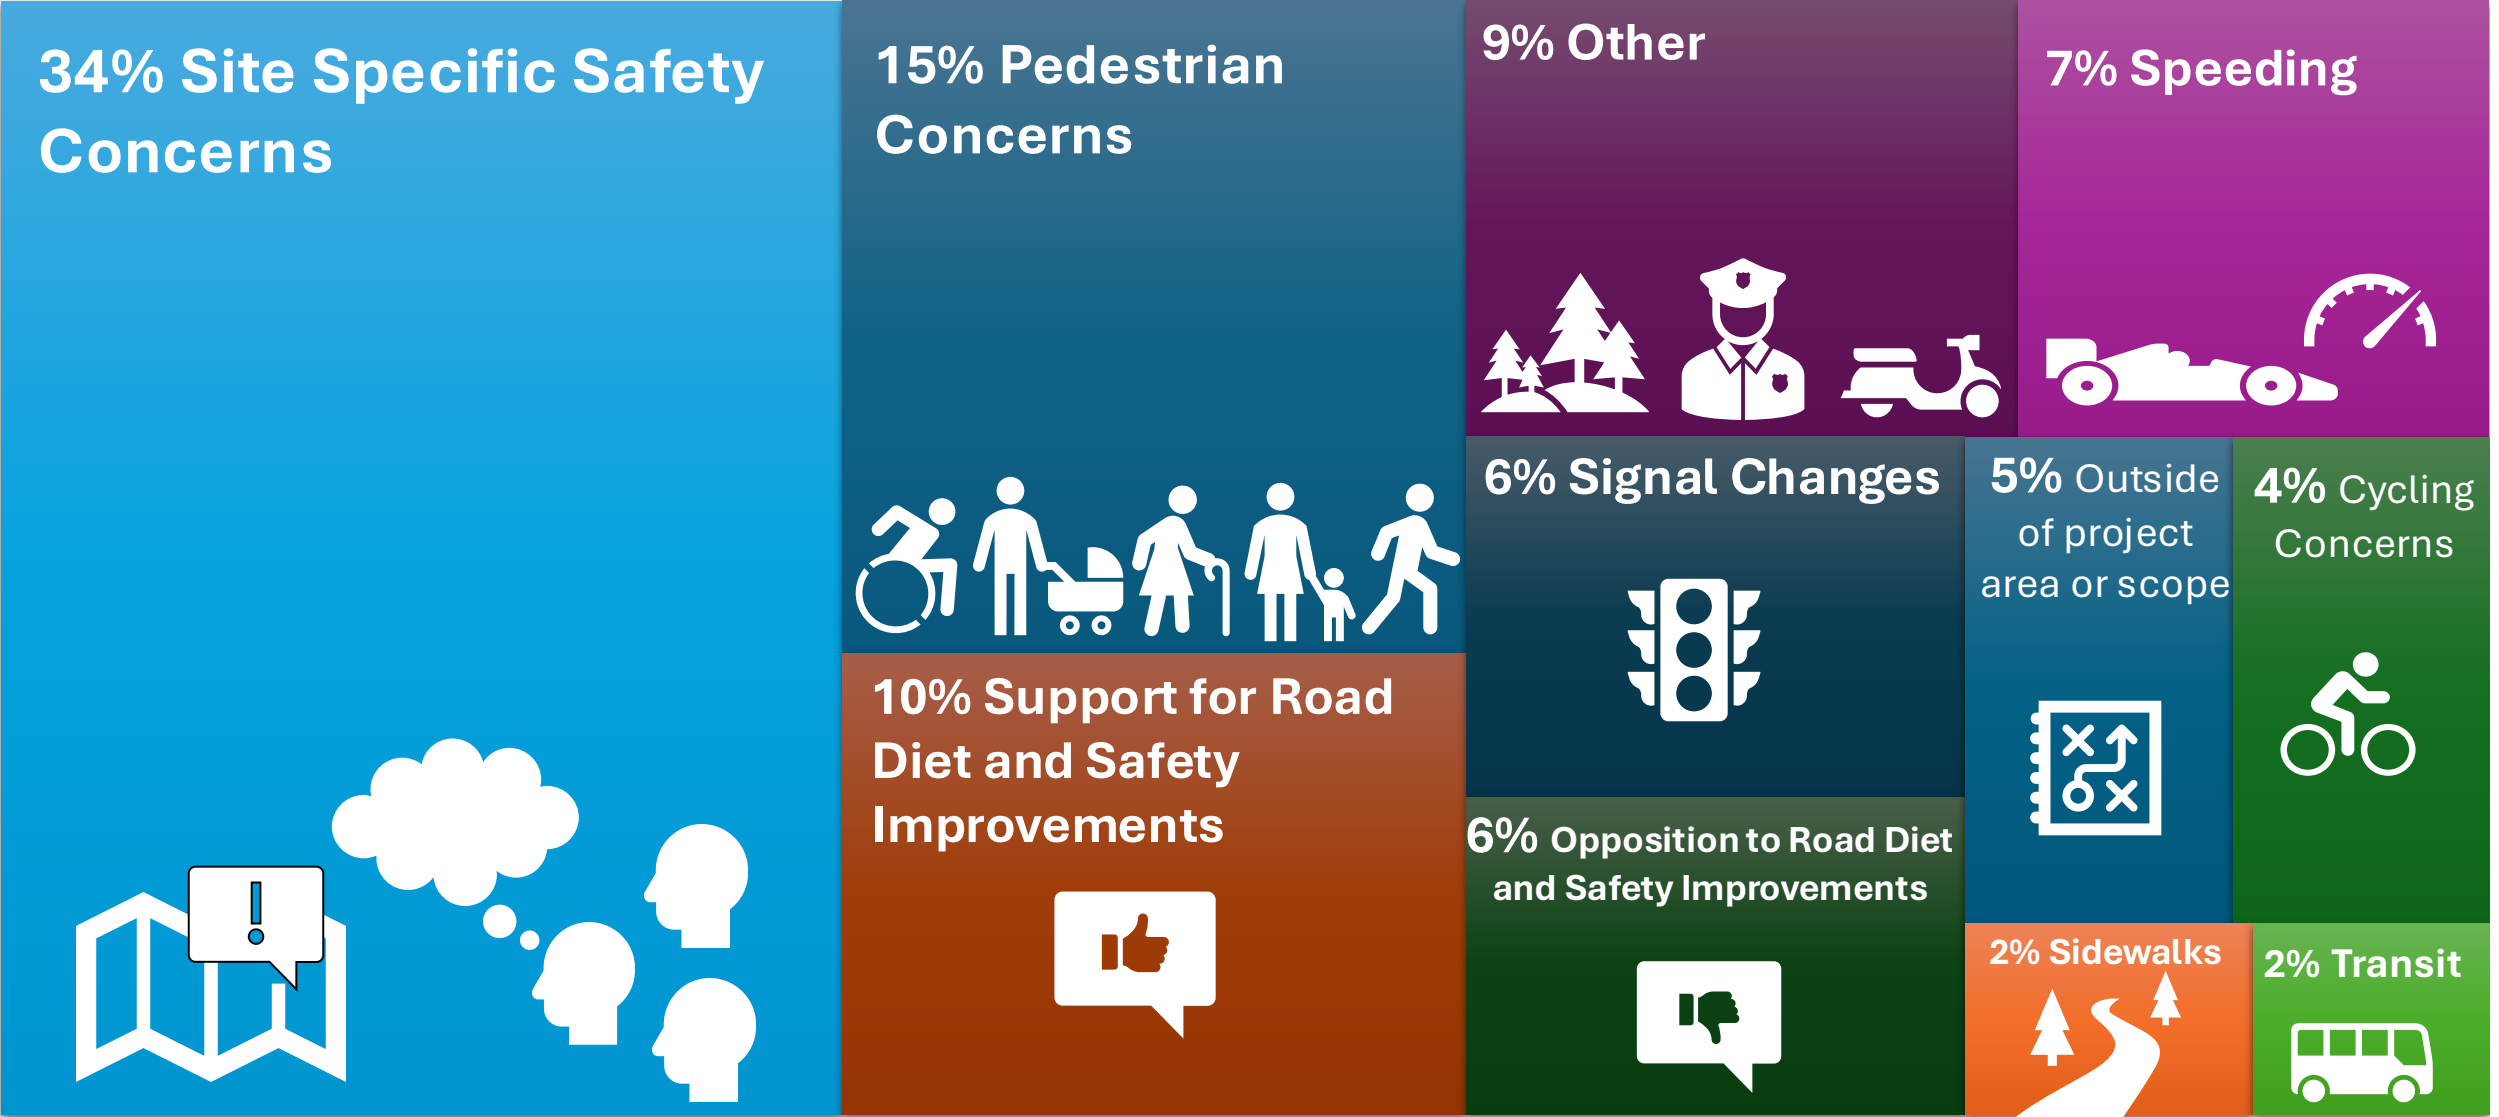 34% Site Specific Safety
Concerns
15% Pedestrian
Concerns
9% Other
7% Speeding
6% Signal Changes
5% Outside
of project
area or scope
4% Cycling
Concerns
10% Support for Road
Diet and Safety
Improvements
6% Opposition to Road Diet
and Safety Improvements
2% Sidewalks
2% Transit
!